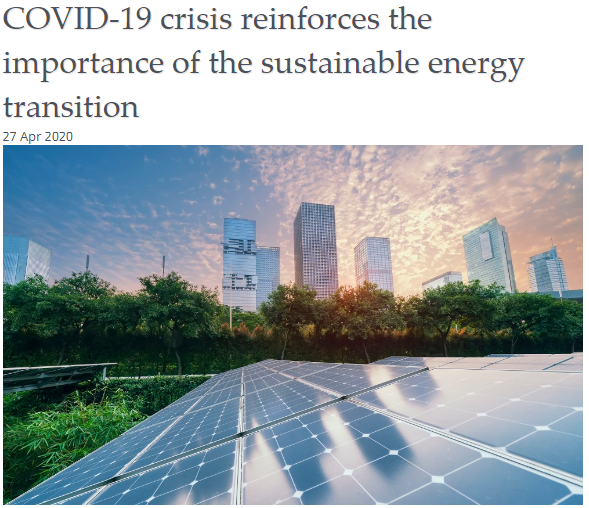 COVID-19 crisis reinforces the
importance of the sustainable energy
transition
27 Apr 2020